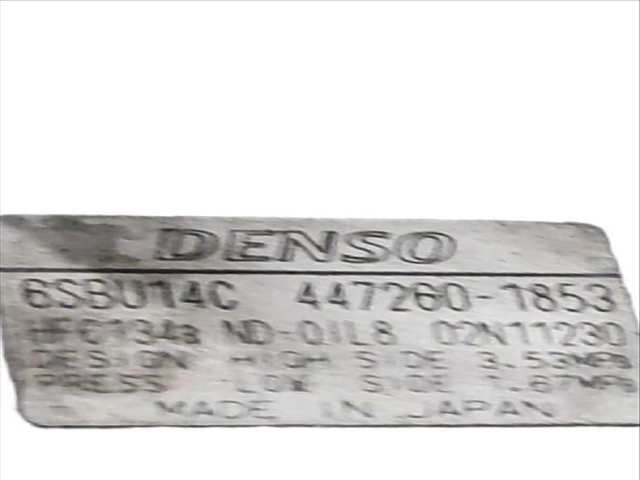 DENSO
6SBU14C 447260-1853
HFC134a ND-OIL8 02N11230
DESIGN HIGH SIDE 3.53MPa
PRESS LOW SIDE 1.67MPa
MADE IN JAPAN